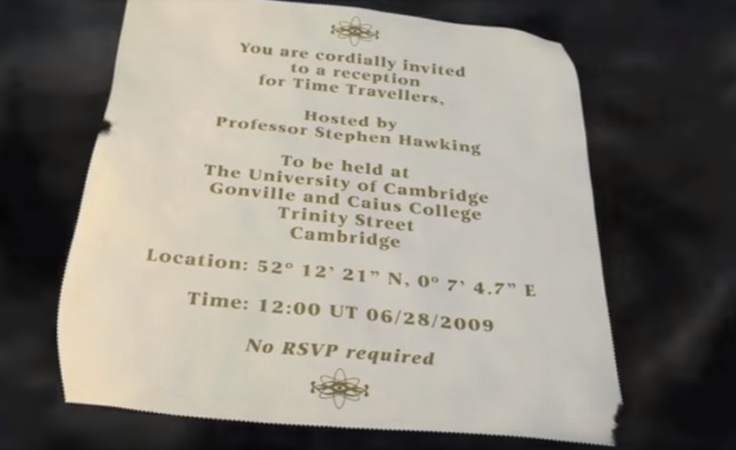 You are cordially invited
to a reception
for Time Travellers,
Hosted by
Professor Stephen Hawking
To be held at
The University of Cambridge
Gonville and Caius College
Trinity Street
Cambridge
Location: 52° 12' 21” N, 0° 7' 4.7” E
Time: 12:00 UT 06/28/2009
No RSVP required